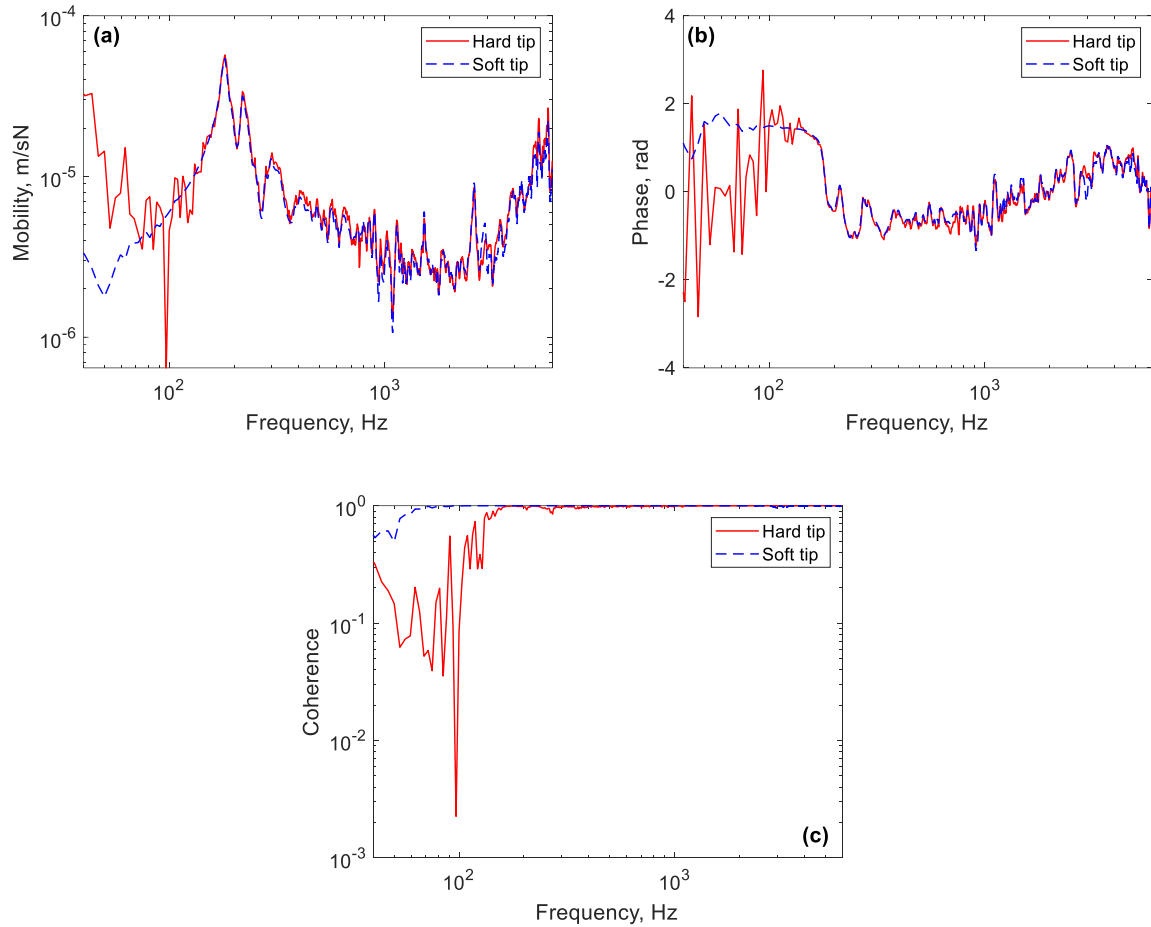 (a)
Hard tip
Soft tip
10^-4
10^-5
10^-6
Mobility, m/sN
10^2
10^3
Frequency, Hz
(b)
Hard tip
Soft tip
4
2
0
-2
-4
Phase, rad
10^2
10^3
Frequency, Hz
Hard tip
Soft tip
10^0
10^-1
10^-2
10^-3
Coherence
(c)
10^2
10^3
Frequency, Hz